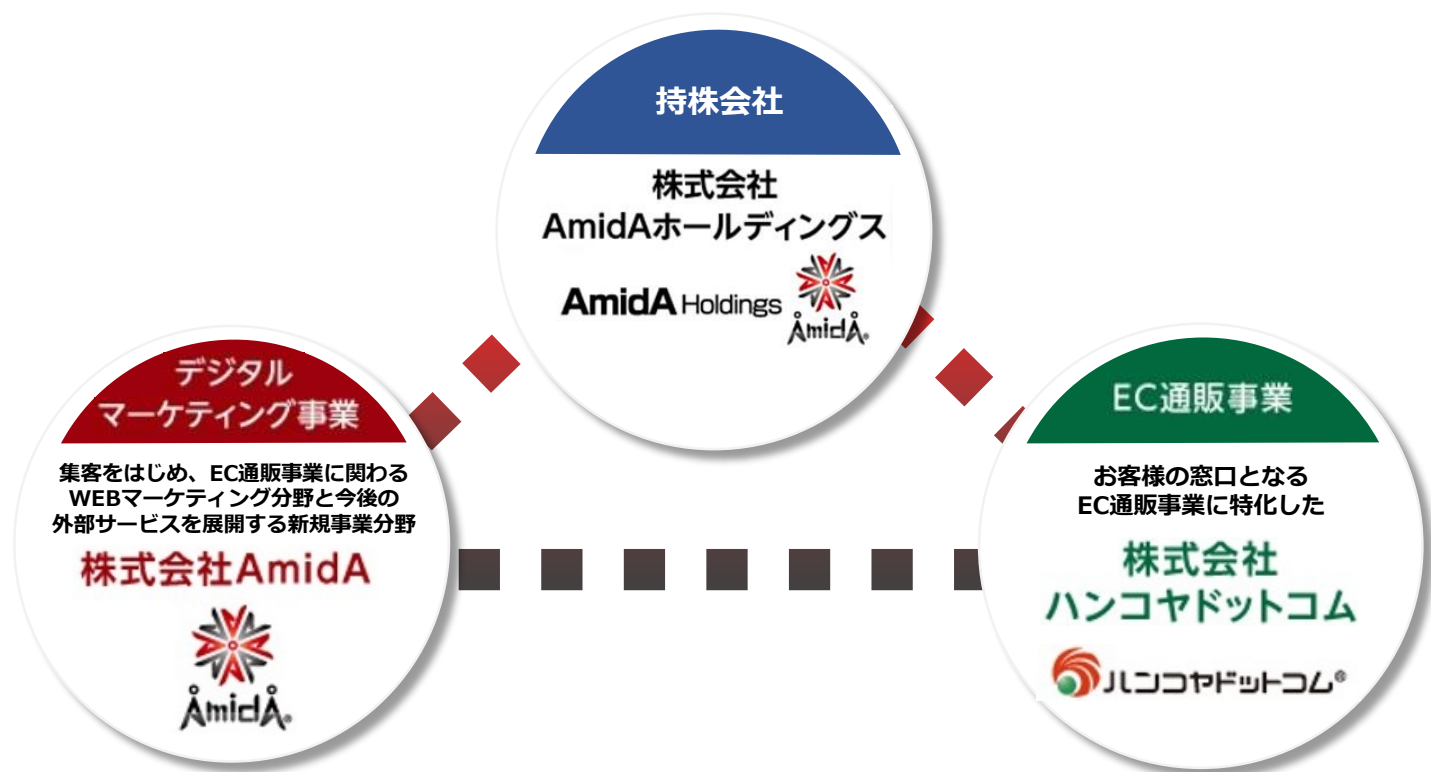 持株会社
株式会社
AmidAホールディングス
AmidA Holdings
ÅmidÅ®
デジタル
マーケティング事業
集客をはじめ、EC通販事業に関わる
WEBマーケティング分野と今後の
外部サービスを展開する新規事業分野
株式会社AmidA
ÅmidÅ®
EC通販事業
お客様の窓口となる
EC通販事業に特化した
株式会社
ハンコヤドットコム
ハンコヤドットコム®